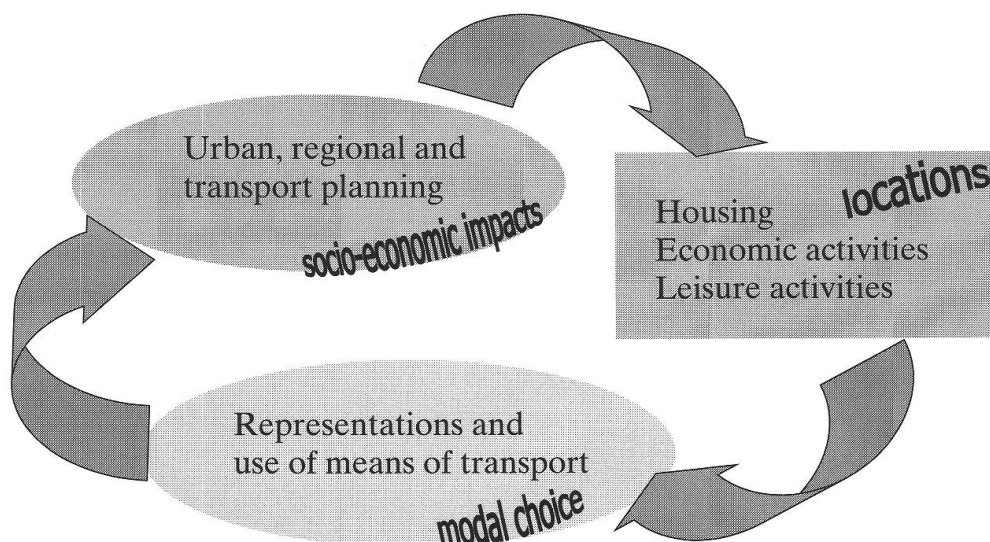 Urban, regional and
transport planning
socio-economic impacts
locations
Housing
Economic activities
Leisure activities
Representations and
use of means of transport
modal choice